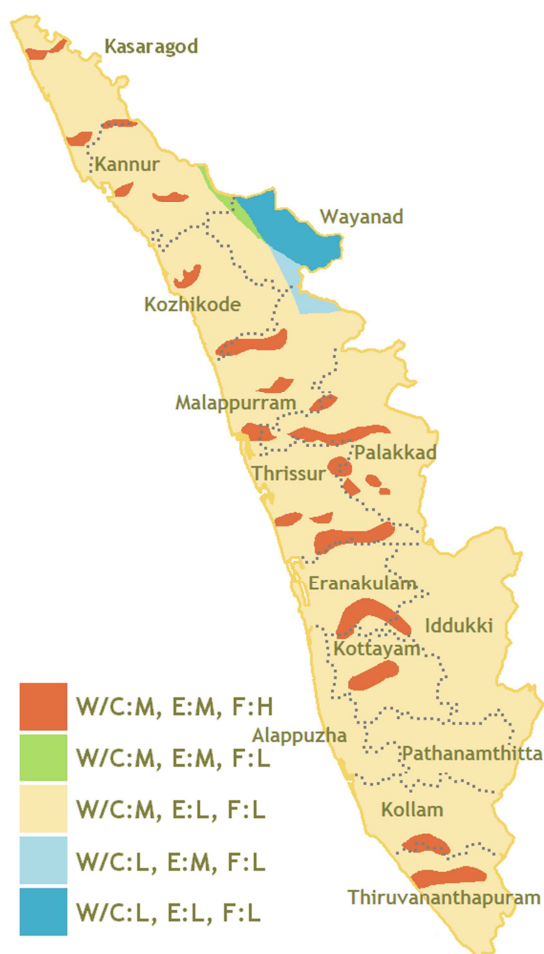 Kasaragod
Kannur
Wayanad
Kozhikode
Malappurram
Palakkad
Thrissur
Eranakulam
Iddukki
Kottayam
Alappuzha
Pathanamthitta
Kollam
Thiruvananthapuram
W/C:M, E:M, F:H
W/C:M, E:M, F:L
W/C:M, E:L, F:L
W/C:L, E:M, F:L
W/C:L, E:L, F:L